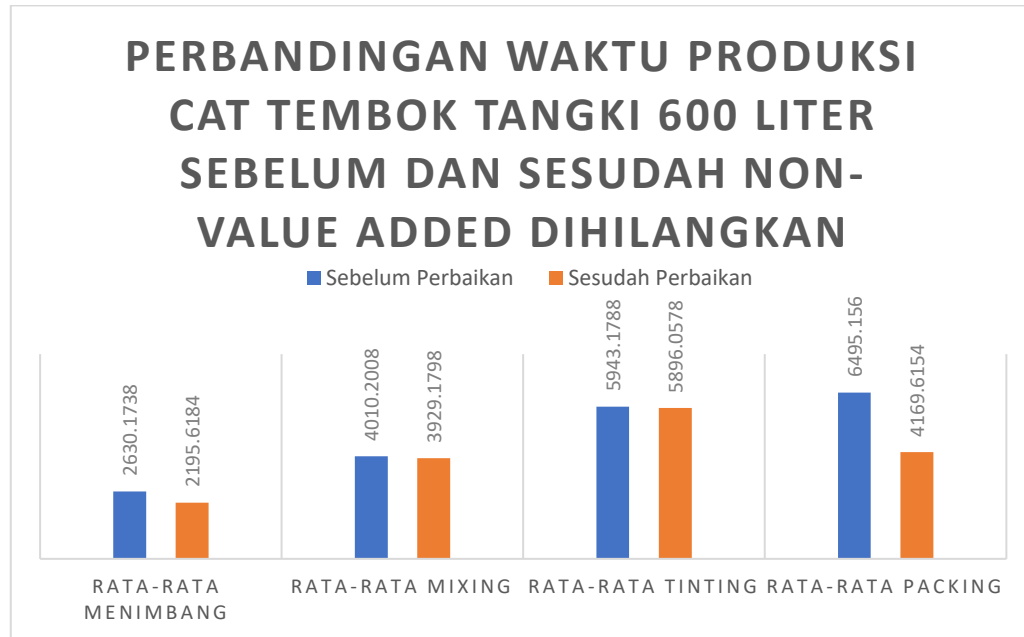 PERBANDINGAN WAKTU PRODUKSI
CAT TEMBOK TANGKI 600 LITER
SEBELUM DAN SESUDAH NON-
VALUE ADDED DIHILANGKAN
Sebelum Perbaikan Sesudah Perbaikan
2630.1738
2195.6184
4010.2008
3929.1798
5943.1788
5896.0578
6495.156
4169.6154
RATA-RATA
MENIMBANG
RATA-RATA MIXING
RATA-RATA TINTING
RATA-RATA PACKING